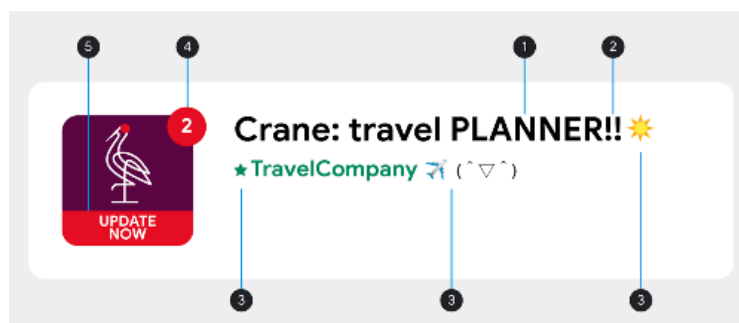 5 4 1 2
2
Crane: travel PLANNER!!☀️
★TravelCompany ✈️ (ˆ▽ˆ)
UPDATE
NOW
3 3 3